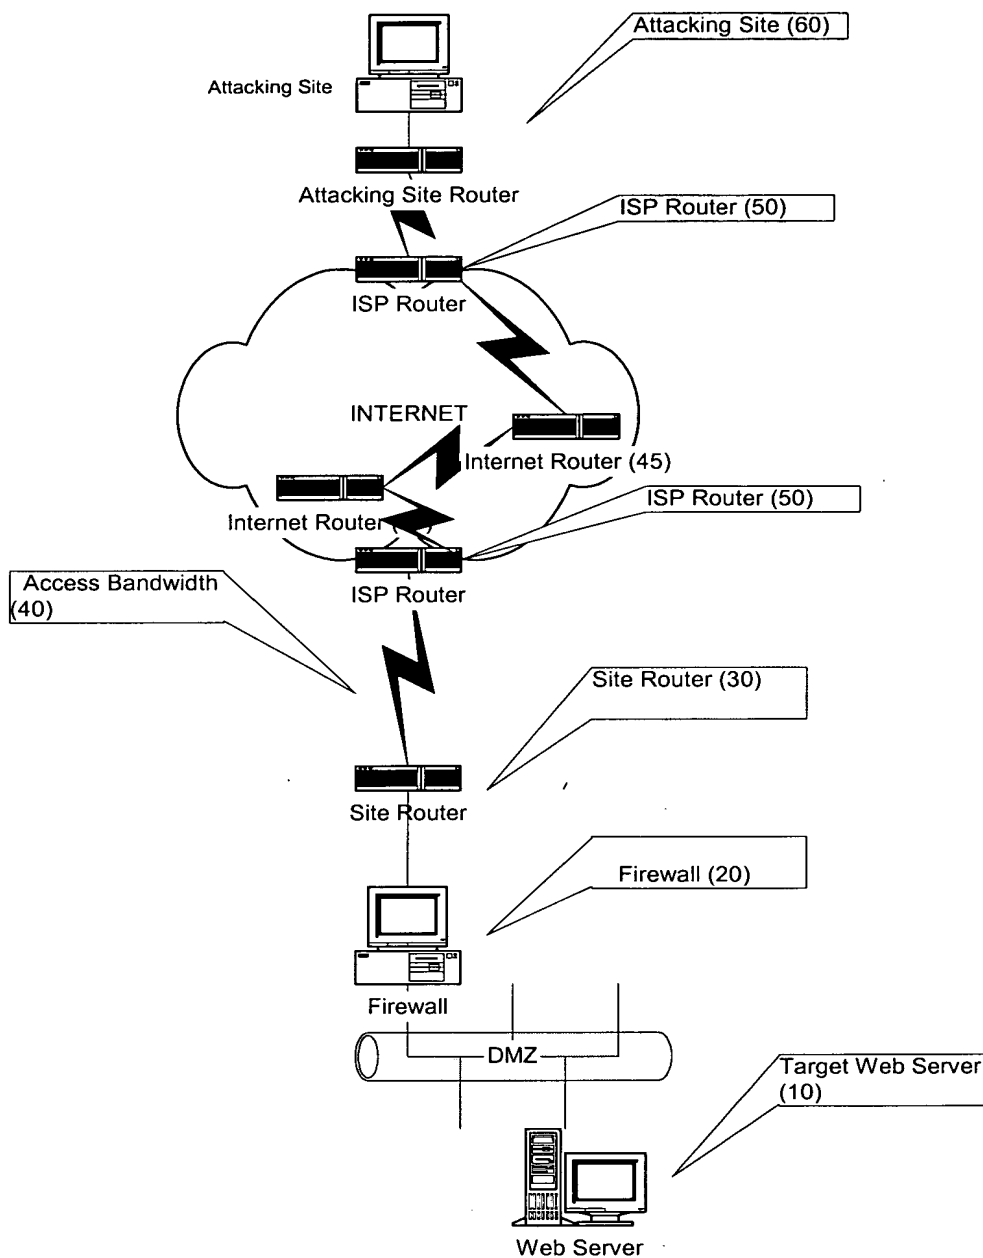 Attacking Site (60)
Attacking Site
Attacking Site Router
ISP Router (50)
ISP Router
INTERNET
Internet Router (45)
ISP Router (50)
Internet Router
ISP Router
Access Bandwidth
(40)
Site Router (30)
Site Router
Firewall (20)
Firewall
DMZ
Target Web Server
(10)
Web Server